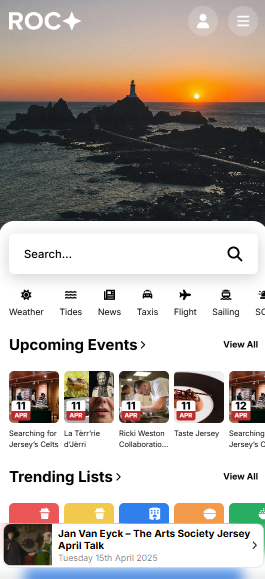 ROC
Search...
Weather Tides News Taxis Flight Sailing SC
Upcoming Events View All
11 APR 11 APR 11 APR 11 APR 12 APR
Searching for La Tèrr'rie Ricki Weston Taste Jersey Searching
Jersey's Celts d'Jèrri Collaboratio... Jersey's C
Trending Lists View All
Jan Van Eyck – The Arts Society Jersey
April Talk
Tuesday 15th April 2025